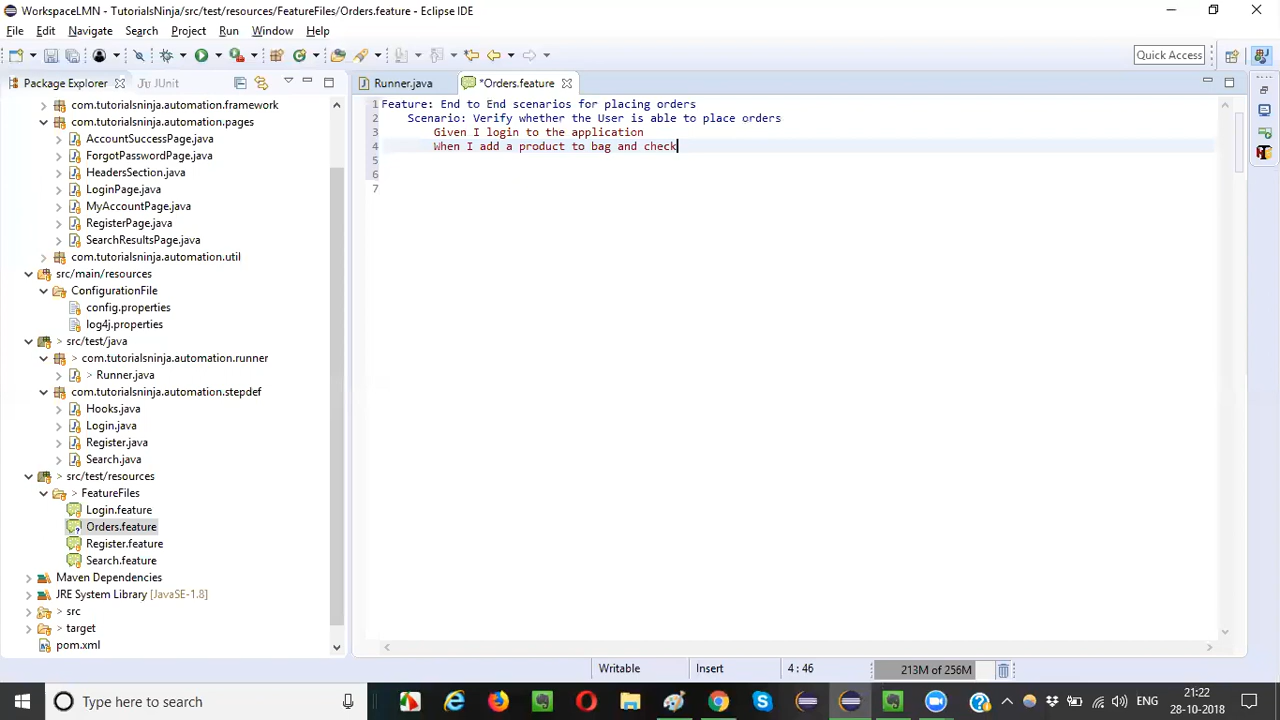 WorkspaceLMN - TutorialsNinja/src/test/resources/FeatureFiles/Orders.feature - Eclipse IDE
File Edit Navigate Search Project Run Window Help
Quick Access
Package Explorer JUnit
Runner.java *Orders.feature
com.tutorialsninja.automation.framework
com.tutorialsninja.automation.pages
AccountSuccessPage.java
ForgotPasswordPage.java
HeadersSection.java
LoginPage.java
MyAccountPage.java
RegisterPage.java
SearchResultsPage.java
com.tutorialsninja.automation.util
src/main/resources
ConfigurationFile
config.properties
log4j.properties
> src/test/java
> com.tutorialsninja.automation.runner
> Runner.java
com.tutorialsninja.automation.stepdef
Hooks.java
Login.java
Register.java
Search.java
> src/test/resources
> FeatureFiles
Login.feature
Orders.feature
Register.feature
Search.feature
Maven Dependencies
JRE System Library [JavaSE-1.8]
> src
> target
pom.xml
1 Feature: End to End scenarios for placing orders
2 Scenario: Verify whether the User is able to place orders
3 Given I login to the application
4 When I add a product to bag and check
5
6
7
Writable Insert 4 : 46 213M of 256M
Type here to search
ENG
21:22
28-10-2018